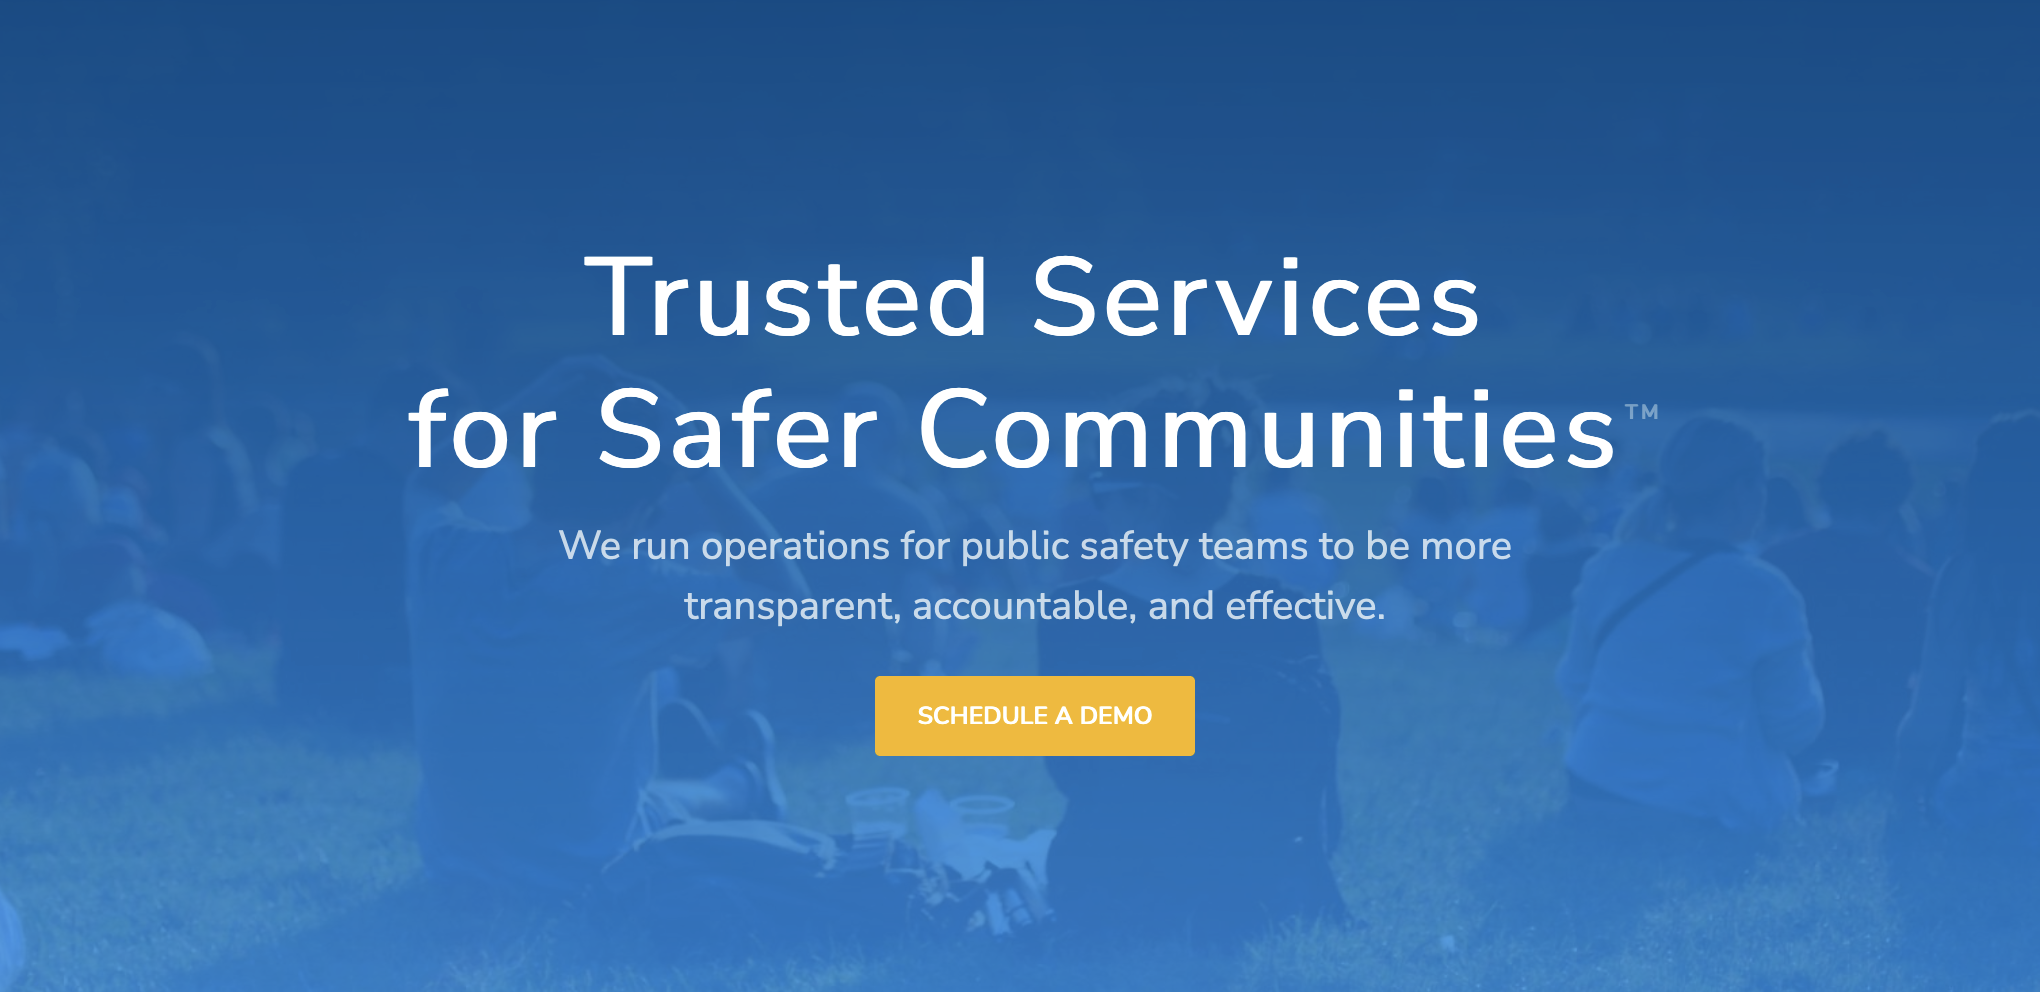 Trusted Services
for Safer Communities™
We run operations for public safety teams to be more
transparent, accountable, and effective.
SCHEDULE A DEMO